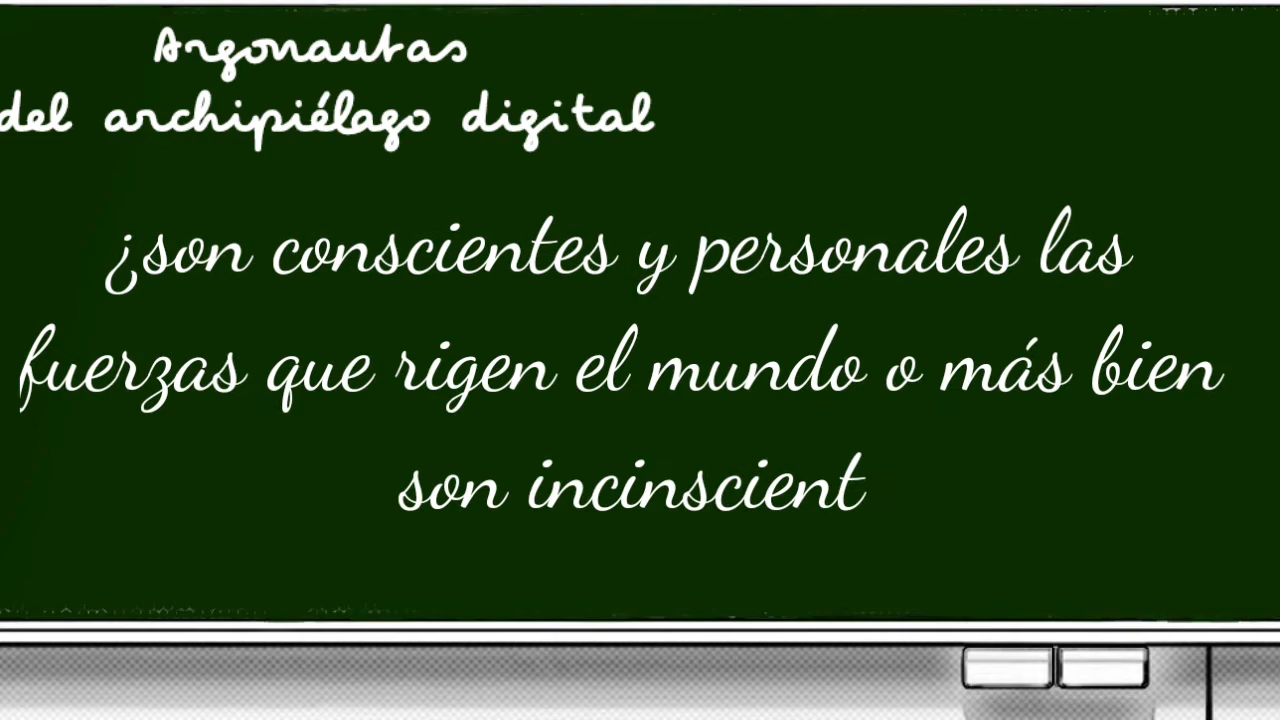 Argonautas
del archipiélago digital
¿son conscientes y personales las
fuerzas que rigen el mundo o más bien
son incinscient